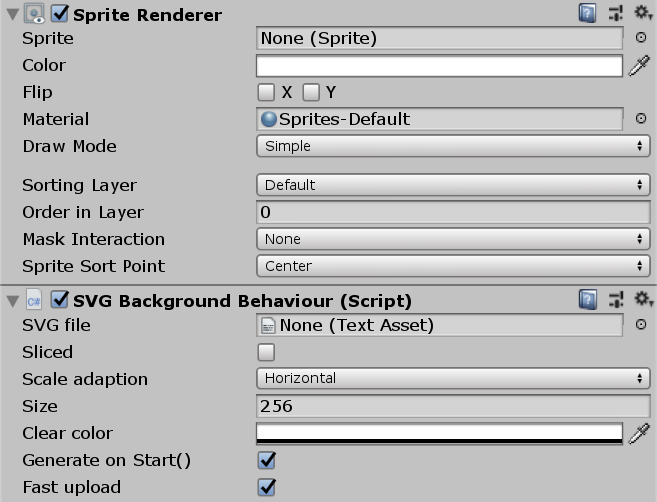 Sprite Renderer
Sprite None (Sprite)
Color
Flip X Y
Material Sprites-Default
Draw Mode Simple
Sorting Layer Default
Order in Layer 0
Mask Interaction None
Sprite Sort Point Center
C# SVG Background Behaviour (Script)
SVG file None (Text Asset)
Sliced
Scale adaption Horizontal
Size 256
Clear color
Generate on Start()
Fast upload